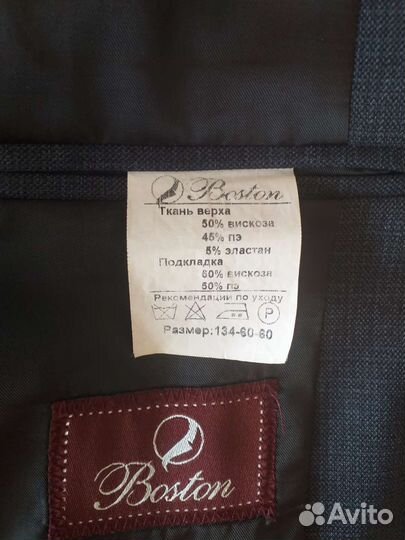 Boston
Ткань верха
50% вискоза
45% пэ
5% эластан
Подкладка
60% вискоза
50% пэ
Рекомендации по уходу
P
Размер:134-60-60
Boston
Avito